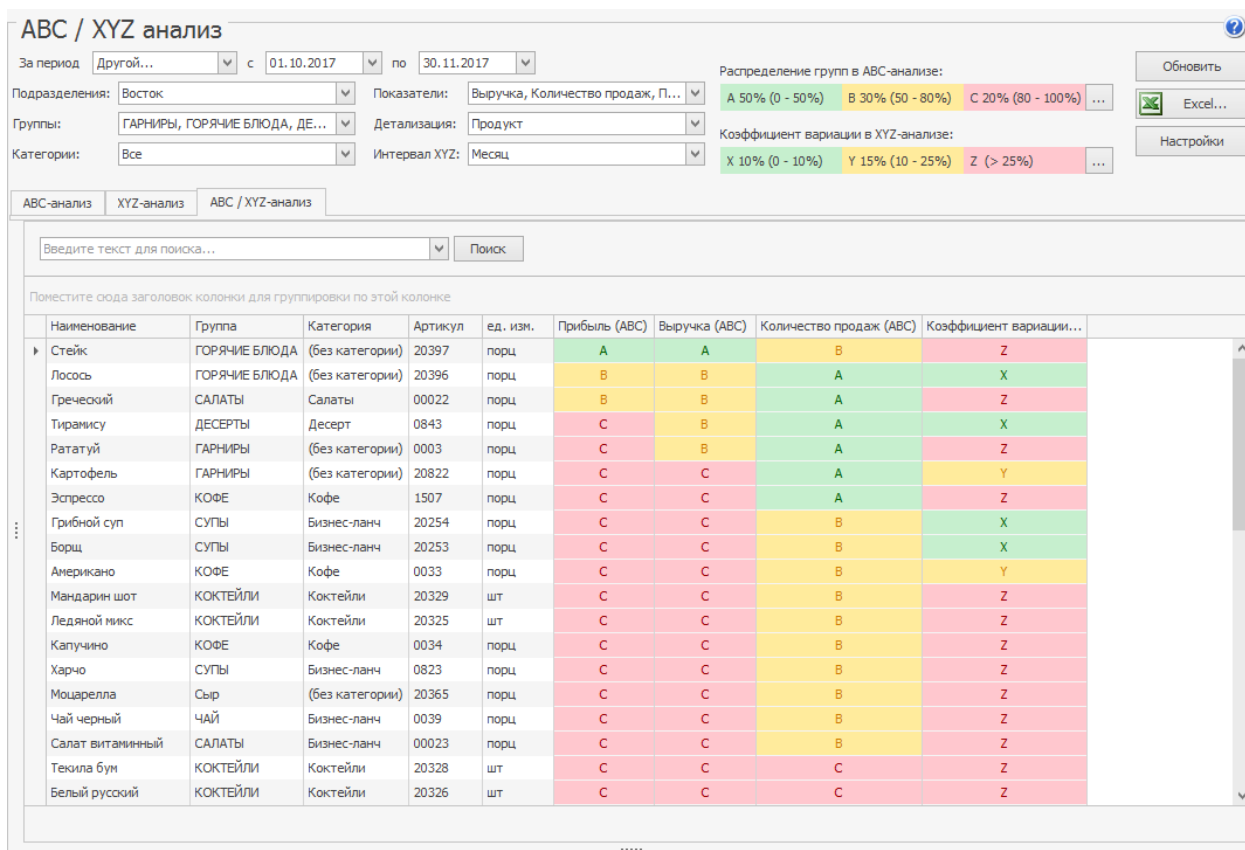 ABC / XYZ анализ
За период Другой... с 01.10.2017 по 30.11.2017
Подразделения: Восток Показатели: Выручка, Количество продаж, П...
Группы: ГАРНИРЫ, ГОРЯЧИЕ БЛЮДА, ДЕ... Детализация: Продукт
Категории: Все Интервал XYZ: Месяц
Распределение групп в ABC-анализе:
A 50% (0 - 50%) B 30% (50 - 80%) C 20% (80 - 100%) ...
Коэффициент вариации в XYZ-анализе:
X 10% (0 - 10%) Y 15% (10 - 25%) Z (> 25%) ...
Обновить
Excel...
Настройки
ABC-анализ XYZ-анализ ABC / XYZ-анализ
Введите текст для поиска... Поиск
Поместите сюда заголовок колонки для группировки по этой колонке
Наименование Группа Категория Артикул ед. изм. Прибыль (ABC) Выручка (ABC) Количество продаж (ABC) Коэффициент вариации...
Стейк ГОРЯЧИЕ БЛЮДА (без категории) 20397 порц A A B Z
Лосось ГОРЯЧИЕ БЛЮДА (без категории) 20396 порц B B A X
Греческий САЛАТЫ Салаты 00022 порц B B A Z
Тирамису ДЕСЕРТЫ Десерт 0843 порц C B A X
Рататуй ГАРНИРЫ (без категории) 0003 порц C B A Z
Картофель ГАРНИРЫ (без категории) 20822 порц C C A Y
Эспрессо КОФЕ Кофе 1507 порц C C A Z
Грибной суп СУПЫ Бизнес-ланч 20254 порц C C B X
Борщ СУПЫ Бизнес-ланч 20253 порц C C B X
Американо КОФЕ Кофе 0033 порц C C B Y
Мандарин шот КОКТЕЙЛИ Коктейли 20329 шт C C B Z
Ледяной микс КОКТЕЙЛИ Коктейли 20325 шт C C B Z
Капучино КОФЕ Кофе 0034 порц C C B Z
Харчо СУПЫ Бизнес-ланч 0823 порц C C B Z
Моцарелла Сыр (без категории) 20365 порц C C B Z
Чай черный ЧАЙ Бизнес-ланч 0039 порц C C B Z
Салат витаминный САЛАТЫ Бизнес-ланч 00023 порц C C B Z
Текила бум КОКТЕЙЛИ Коктейли 20328 шт C C C Z
Белый русский КОКТЕЙЛИ Коктейли 20326 шт C C C Z